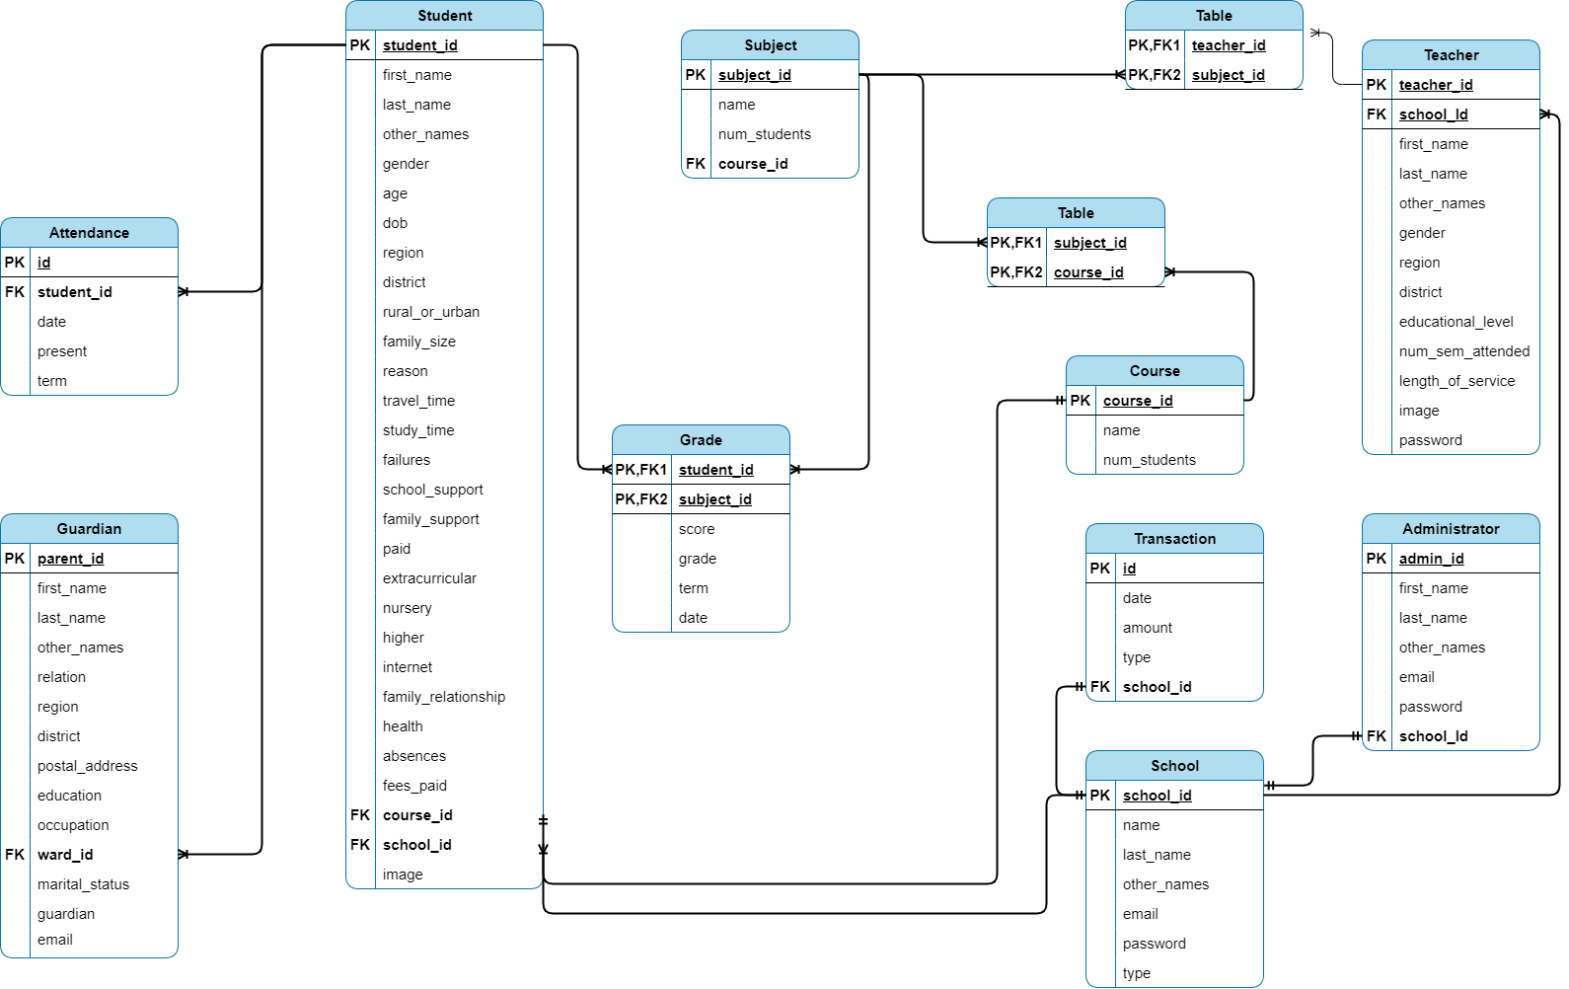 Student
PK student_id
first_name
last_name
other_names
gender
age
dob
region
district
rural_or_urban
family_size
reason
travel_time
study_time
failures
school_support
family_support
paid
extracurricular
nursery
higher
internet
family_relationship
health
absences
fees_paid
FK course_id
FK school_id
image
Attendance
PK id
FK student_id
date
present
term
Guardian
PK parent_id
first_name
last_name
other_names
relation
region
district
postal_address
education
occupation
FK ward_id
marital_status
guardian
email
Subject
PK subject_id
name
num_students
FK course_id
Grade
PK,FK1 student_id
PK,FK2 subject_id
score
grade
term
date
Table
PK,FK1 teacher_id
PK,FK2 subject_id
Table
PK,FK1 subject_id
PK,FK2 course_id
Course
PK course_id
name
num_students
Transaction
PK id
date
amount
type
FK school_id
School
PK school_id
name
last_name
other_names
email
password
type
Teacher
PK teacher_id
FK school_Id
first_name
last_name
other_names
gender
region
district
educational_level
num_sem_attended
length_of_service
image
password
Administrator
PK admin_id
first_name
last_name
other_names
email
password
FK school_Id